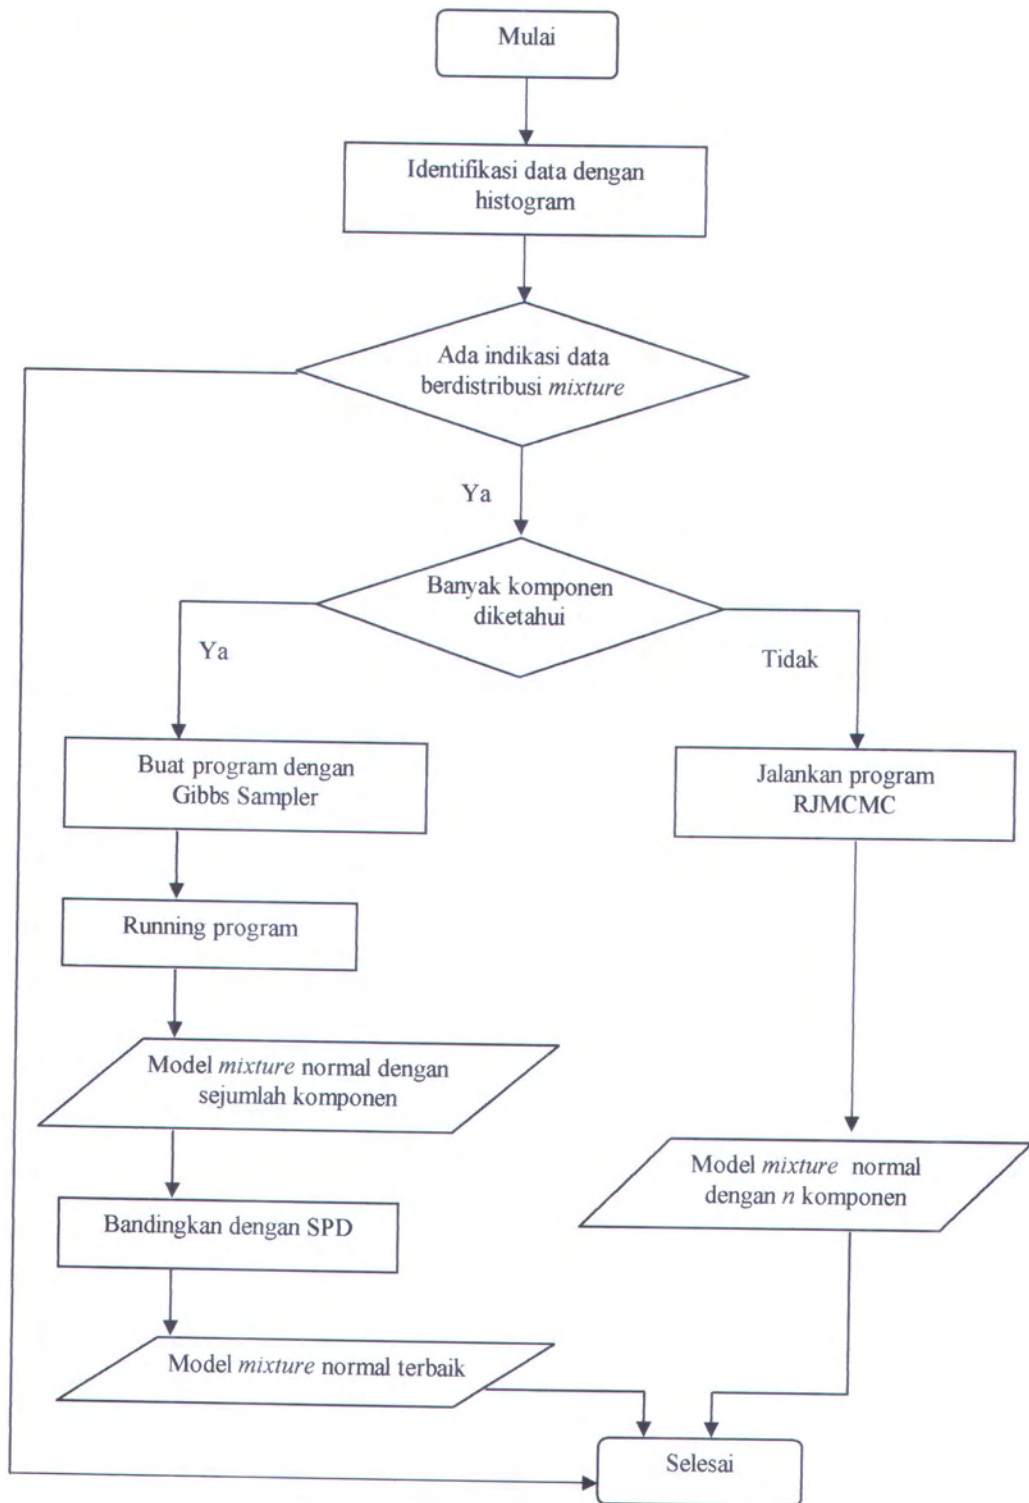 Mulai
Identifikasi data dengan
histogram
Ada indikasi data
berdistribusi mixture
Ya
Banyak komponen
diketahui
Ya
Tidak
Buat program dengan
Gibbs Sampler
Jalankan program
RJMCMC
Running program
Model mixture normal dengan
sejumlah komponen
Model mixture normal
dengan n komponen
Bandingkan dengan SPD
Model mixture normal terbaik
Selesai